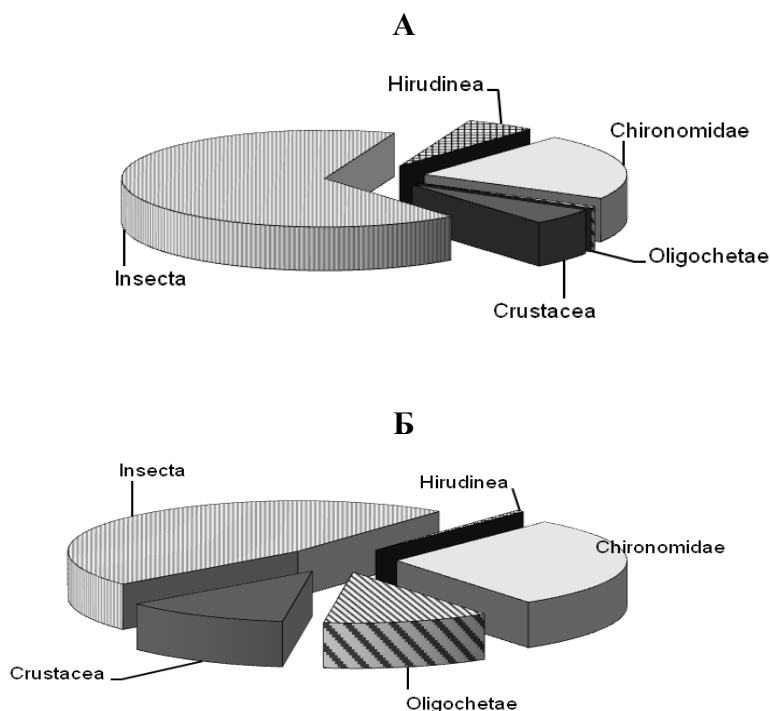 А
Hirudinea
Chironomidae
Oligochetae
Insecta
Crustacea
Б
Insecta
Hirudinea
Chironomidae
Crustacea
Oligochetae